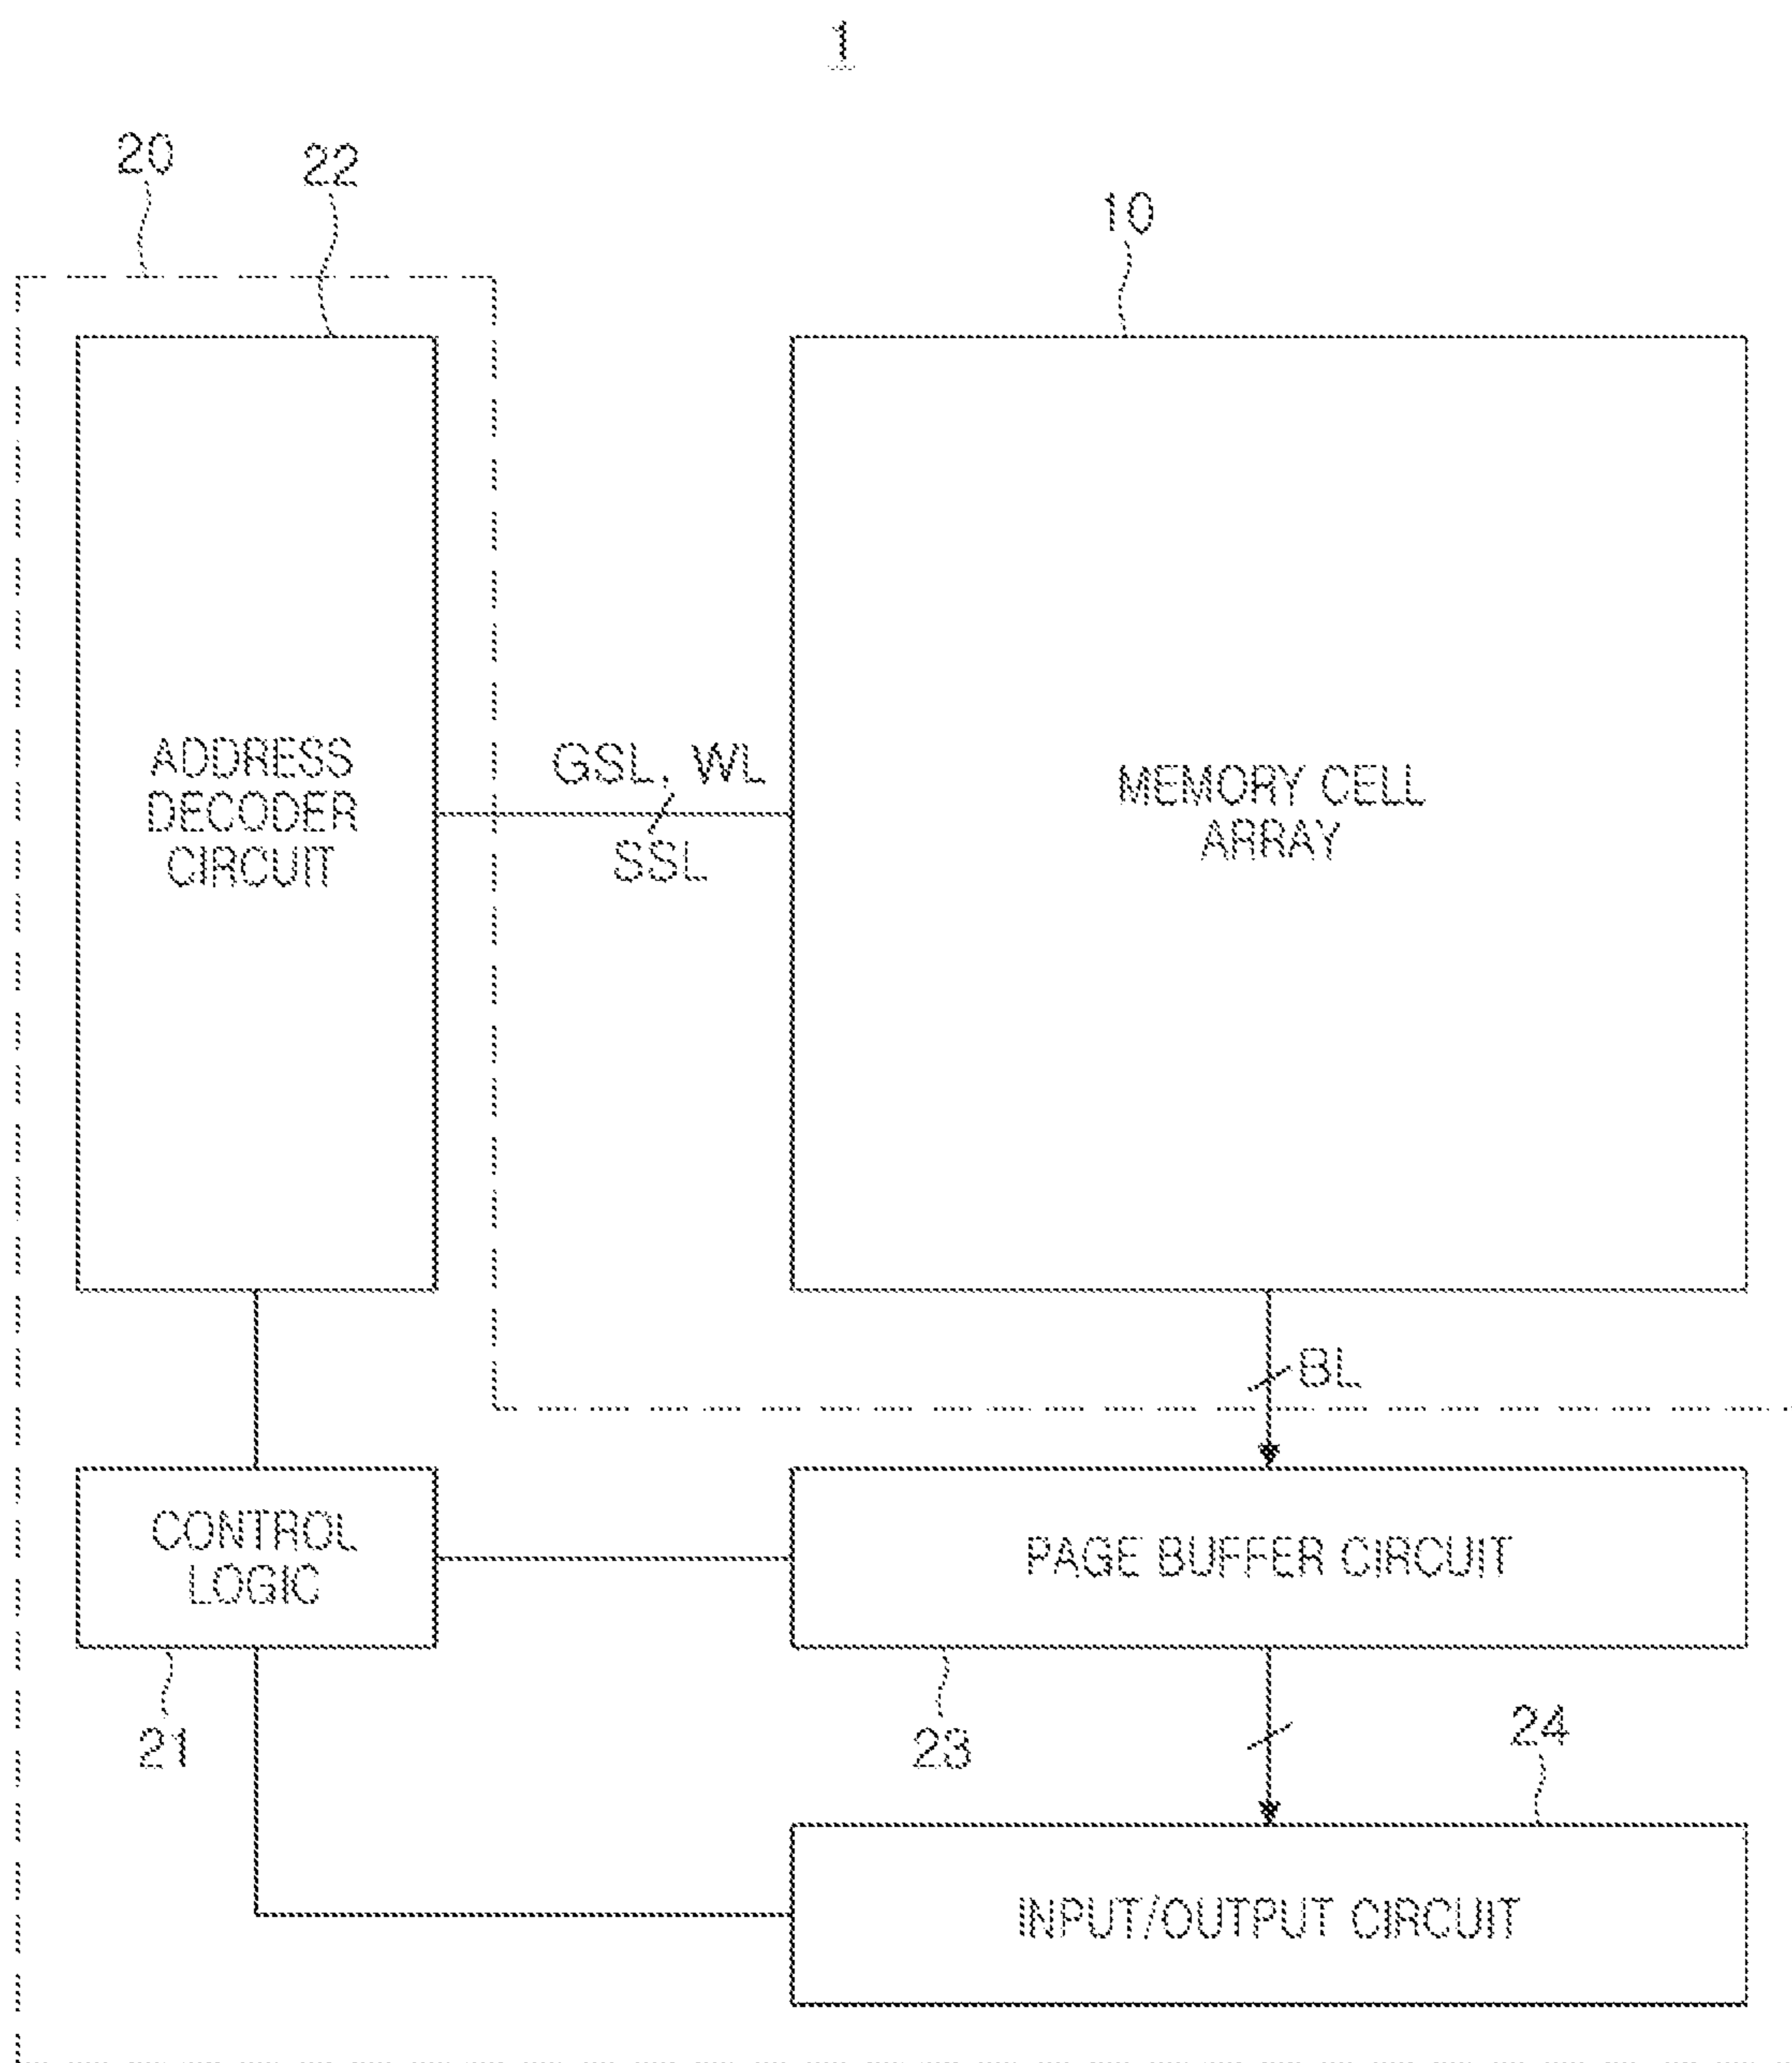 1
20
22
10
ADDRESS
DECODER
CIRCUIT
GSL, WL
SSL
MEMORY CELL
ARRAY
BL
CONTROL
LOGIC
PAGE BUFFER CIRCUIT
21
23
24
INPUT/OUTPUT CIRCUIT